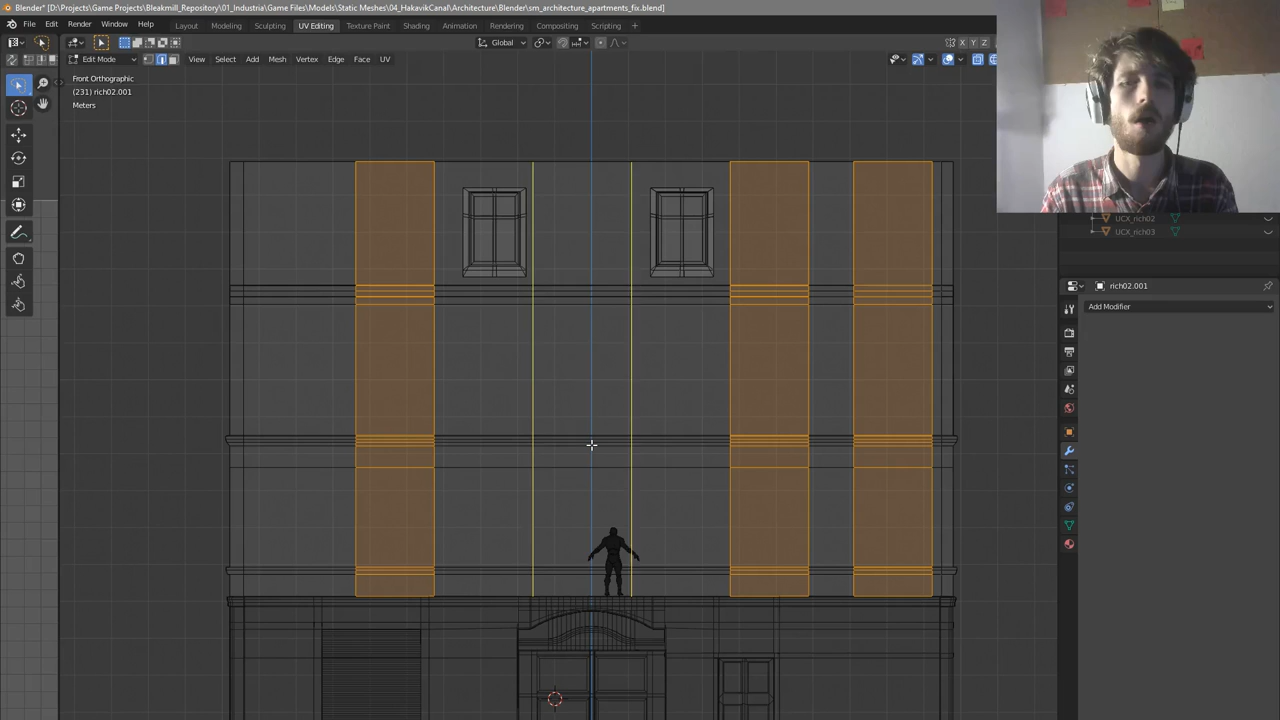 Blender* [D:\Projects\Game Projects\Bleakmill_Repository\01_Industria\Game Files\Models\Static Meshes\04_HakavikCanal\Architecture\Blender\sm_architecture_apartments_fix.blend]
File Edit Render Window Help Layout Modeling Sculpting UV Editing Texture Paint Shading Animation Rendering Compositing Scripting +
Global X Y Z
Edit Mode View Select Add Mesh Vertex Edge Face UV
Front Orthographic
(231) rich02.001
Meters
UCX_rich02
UCX_rich03
rich02.001
Add Modifier